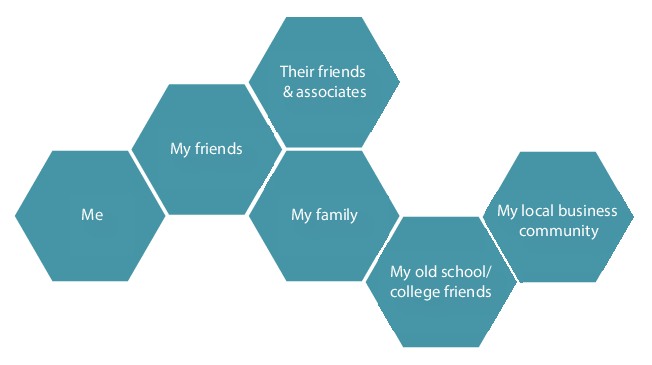 Me
My friends
Their friends
& associates
My family
My old school/
college friends
My local business
community